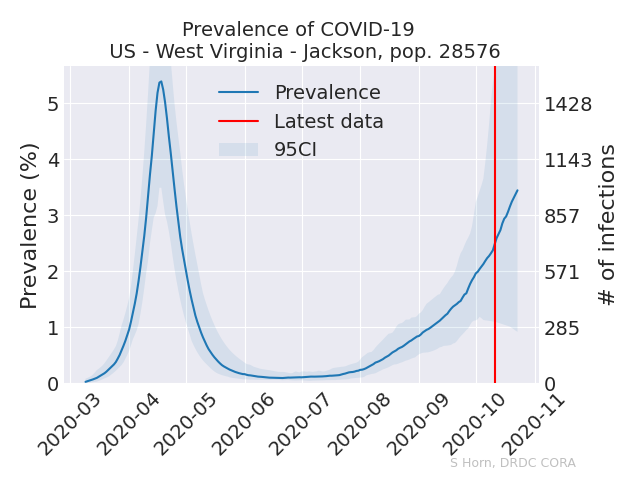 Prevalence of COVID-19
US - West Virginia - Jackson, pop. 28576
Prevalence
Latest data
95CI
Prevalence (%)
5
4
3
2
1
0
1428
1143
857
571
285
0
# of infections
2020-03
2020-04
2020-05
2020-06
2020-07
2020-08
2020-09
2020-10
2020-11
S Horn, DRDC CORA